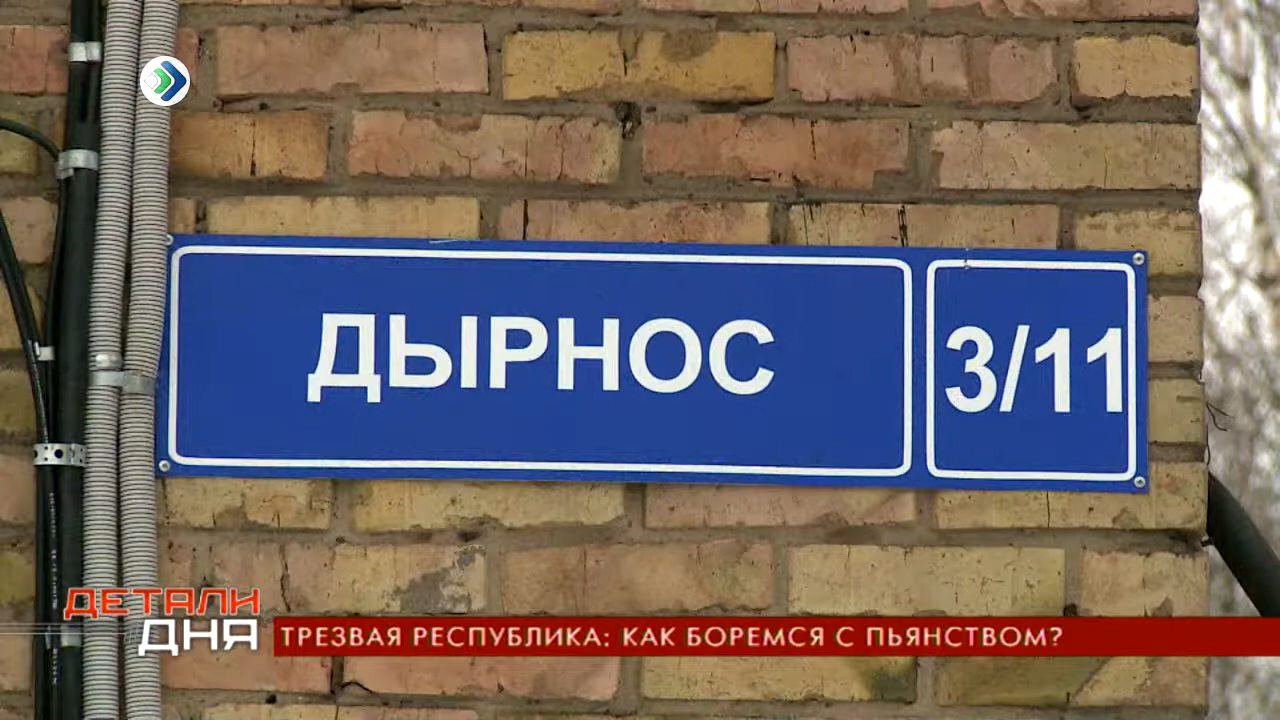 ДЫРНОС
3/11
ДЕТАЛИ
ДНЯ
ТРЕЗВАЯ РЕСПУБЛИКА: КАК БОРЕМСЯ С ПЬЯНСТВОМ?